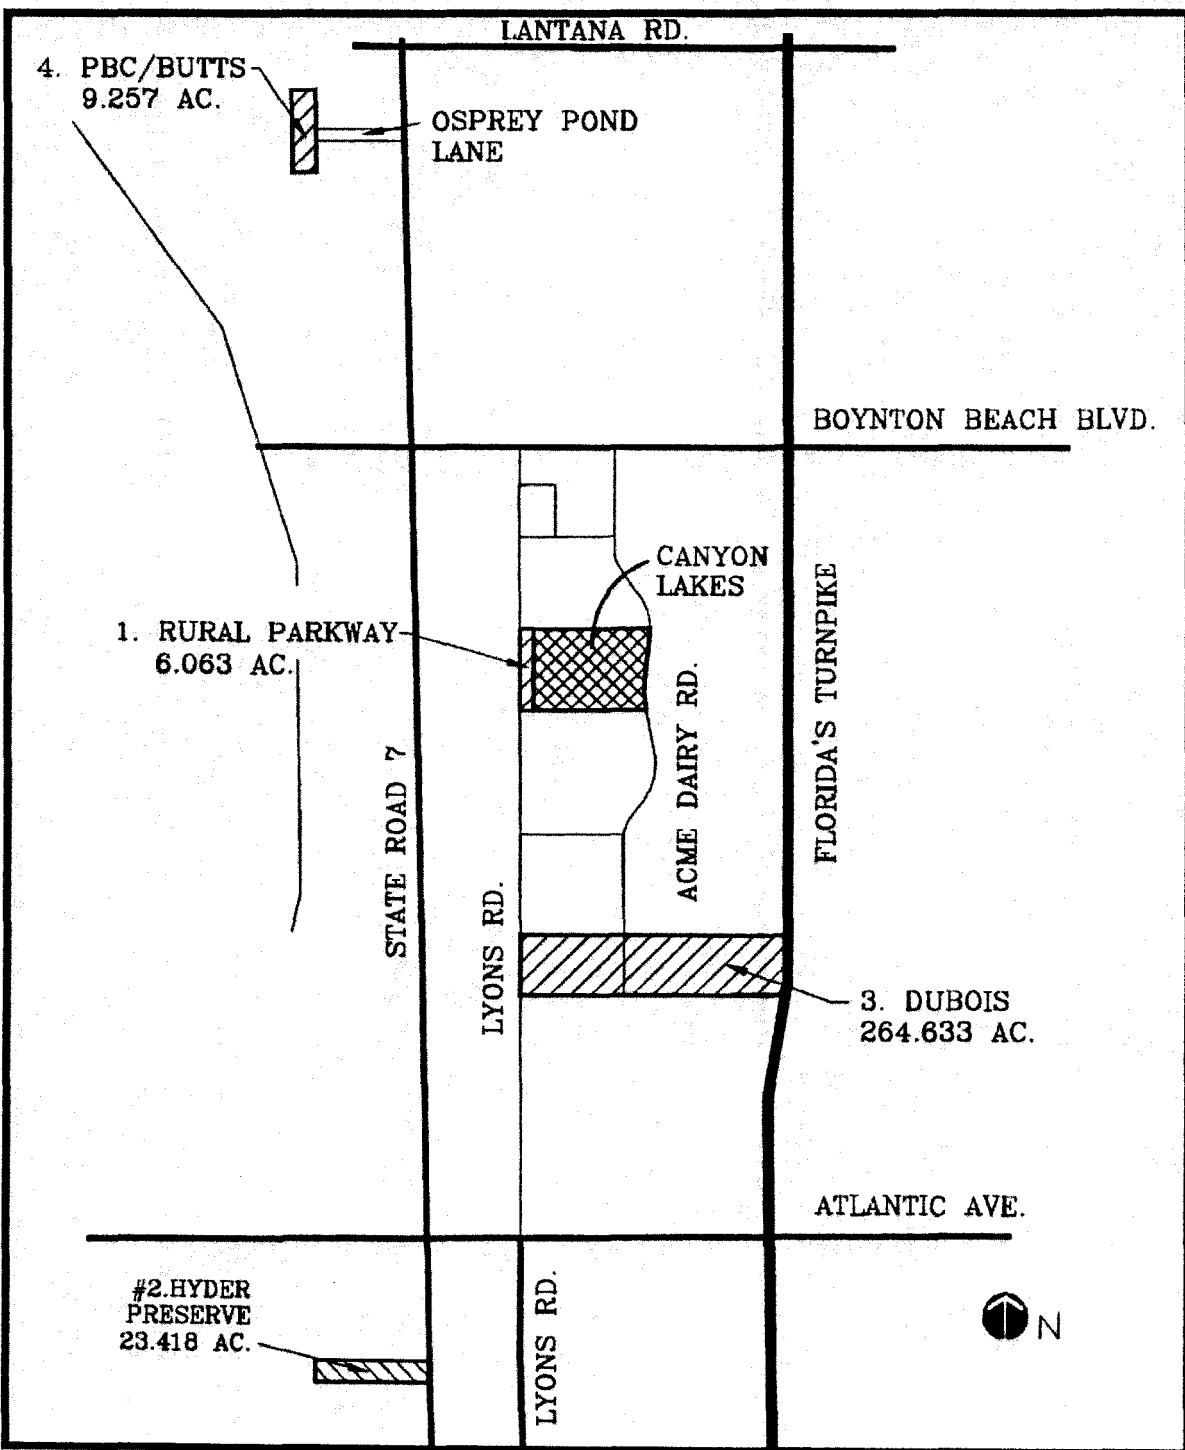 LANTANA RD.
4. PBC/BUTTS
9.257 AC.
OSPREY POND
LANE
BOYNTON BEACH BLVD.
CANYON
LAKES
1. RURAL PARKWAY
6.063 AC.
STATE ROAD 7
LYONS RD.
ACME DAIRY RD.
FLORIDA'S TURNPIKE
3. DUBOIS
264.633 AC.
ATLANTIC AVE.
#2.HYDER
PRESERVE
23.418 AC.
LYONS RD.
N